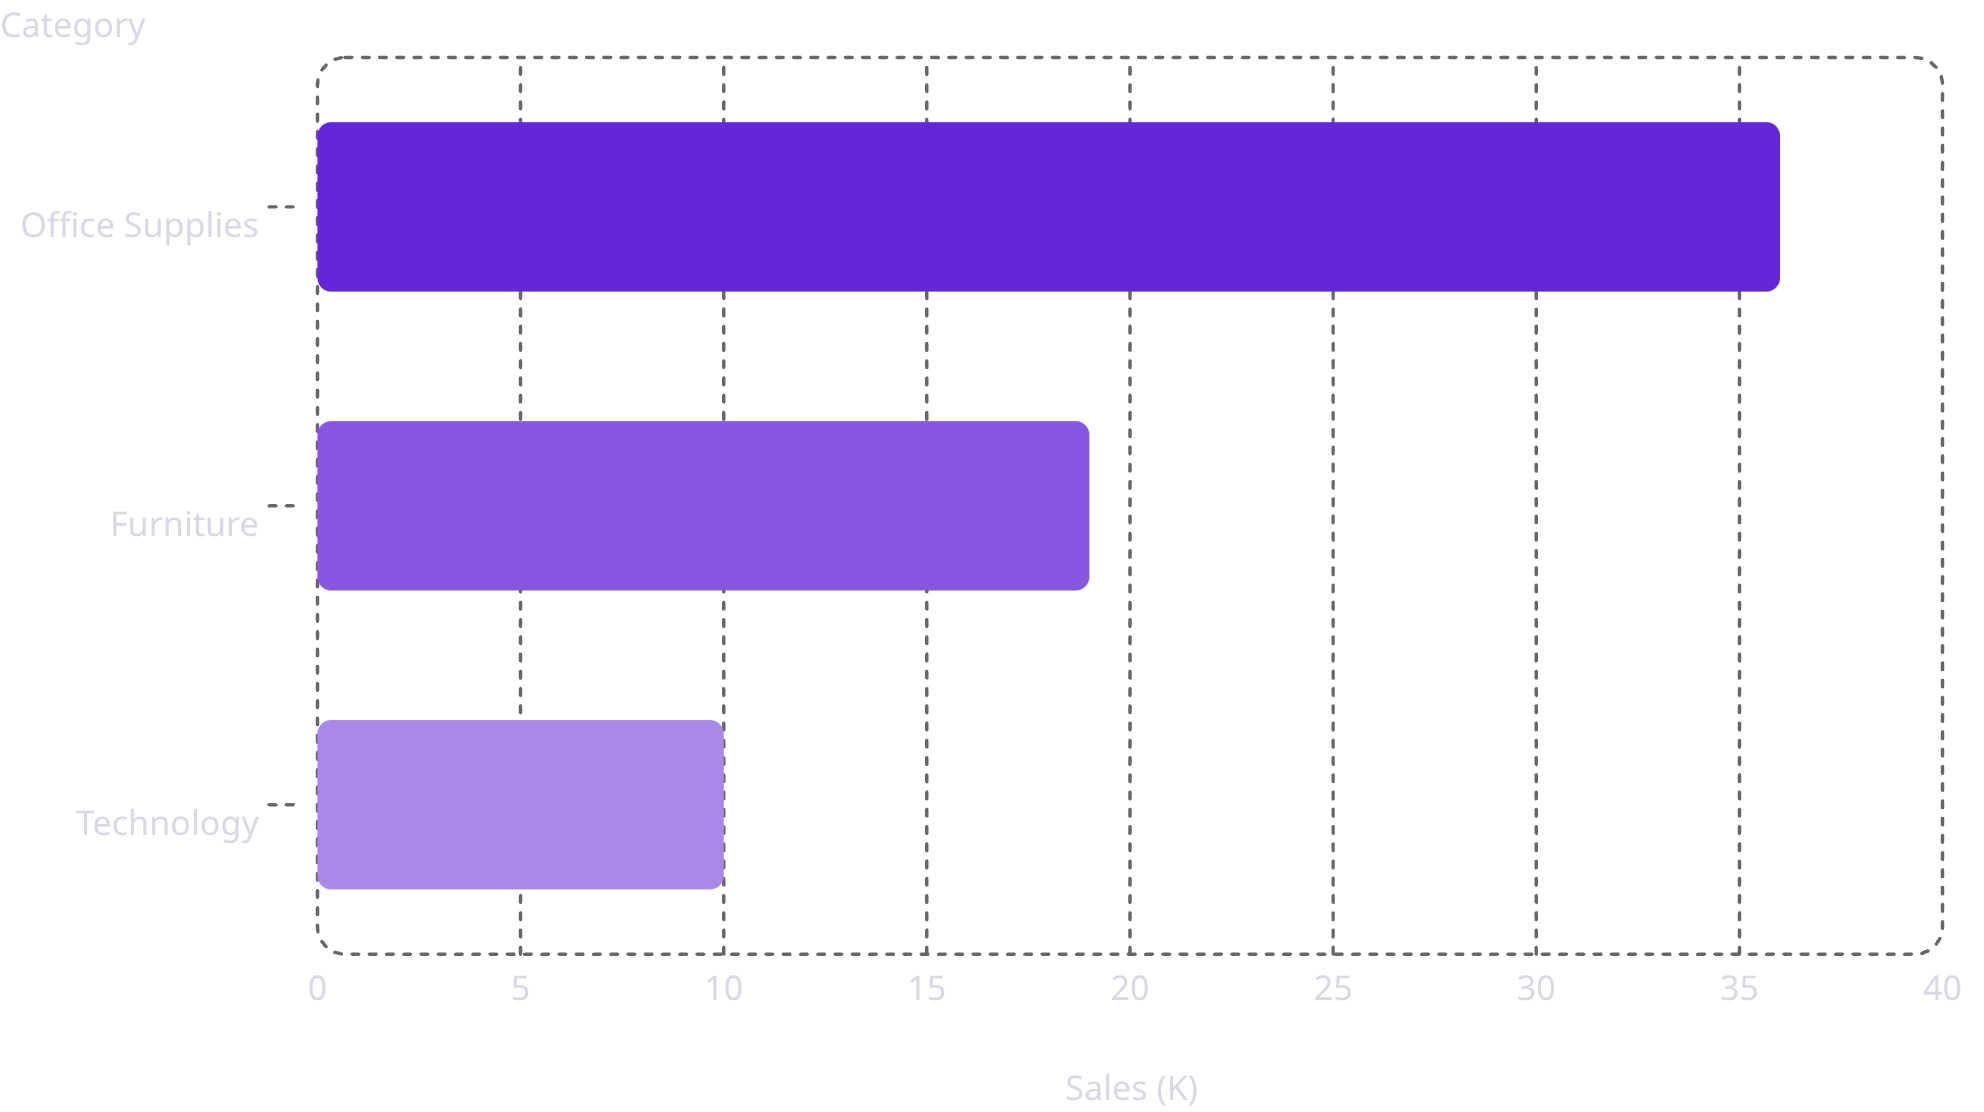 Category
Office Supplies
Furniture
Technology
0 5 10 15 20 25 30 35 40
Sales (K)